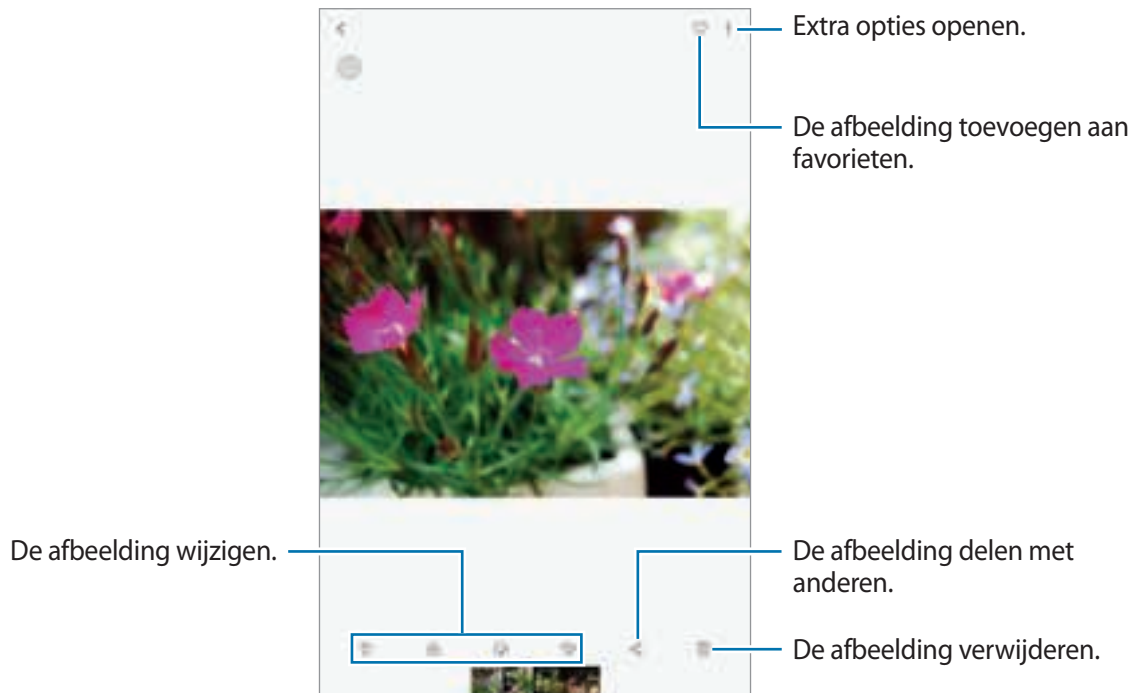 Extra opties openen.
De afbeelding toevoegen aan
favorieten.
De afbeelding wijzigen.
De afbeelding delen met
anderen.
De afbeelding verwijderen.